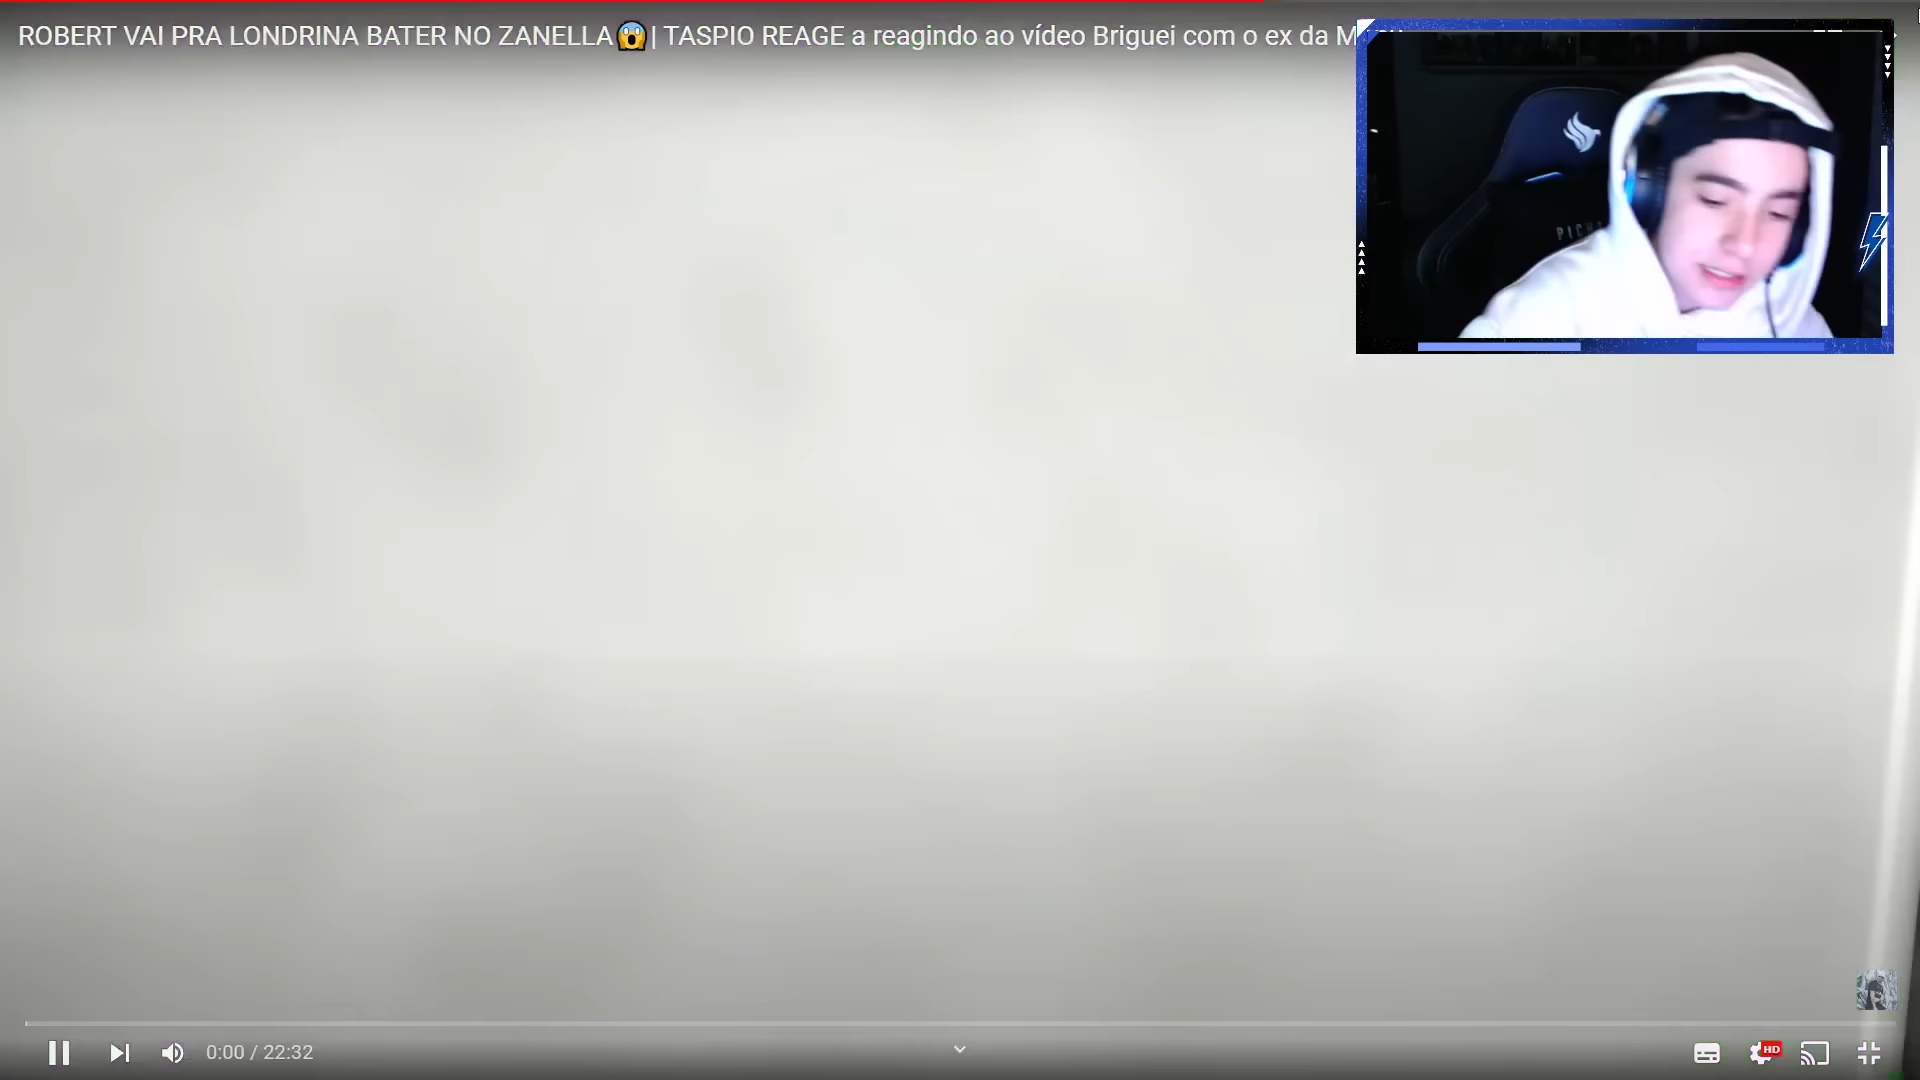 ROBERT VAI PRA LONDRINA BATER NO ZANELLA😱| TASPIO REAGE a reagindo ao vídeo Briguei com o ex da M
0:00 / 22:32
HD